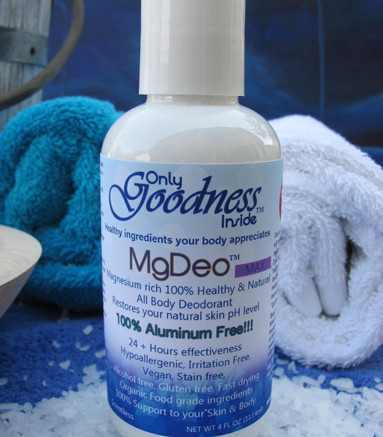 Only
Goodness™
Inside
Healthy ingredients your body appreciates
MgDeo™ MAX
Magnesium rich 100% Healthy & Natural
All Body Deodorant
Restores your natural skin pH level
100% Aluminum Free!!!
24 + Hours effectiveness
Hypoallergenic, Irritation Free
Vegan, Stain free,
Alcohol free, Gluten free, Fast drying
Organic Food grade ingredients
100% Support to your Skin & Body
NET WT 4 FL OZ